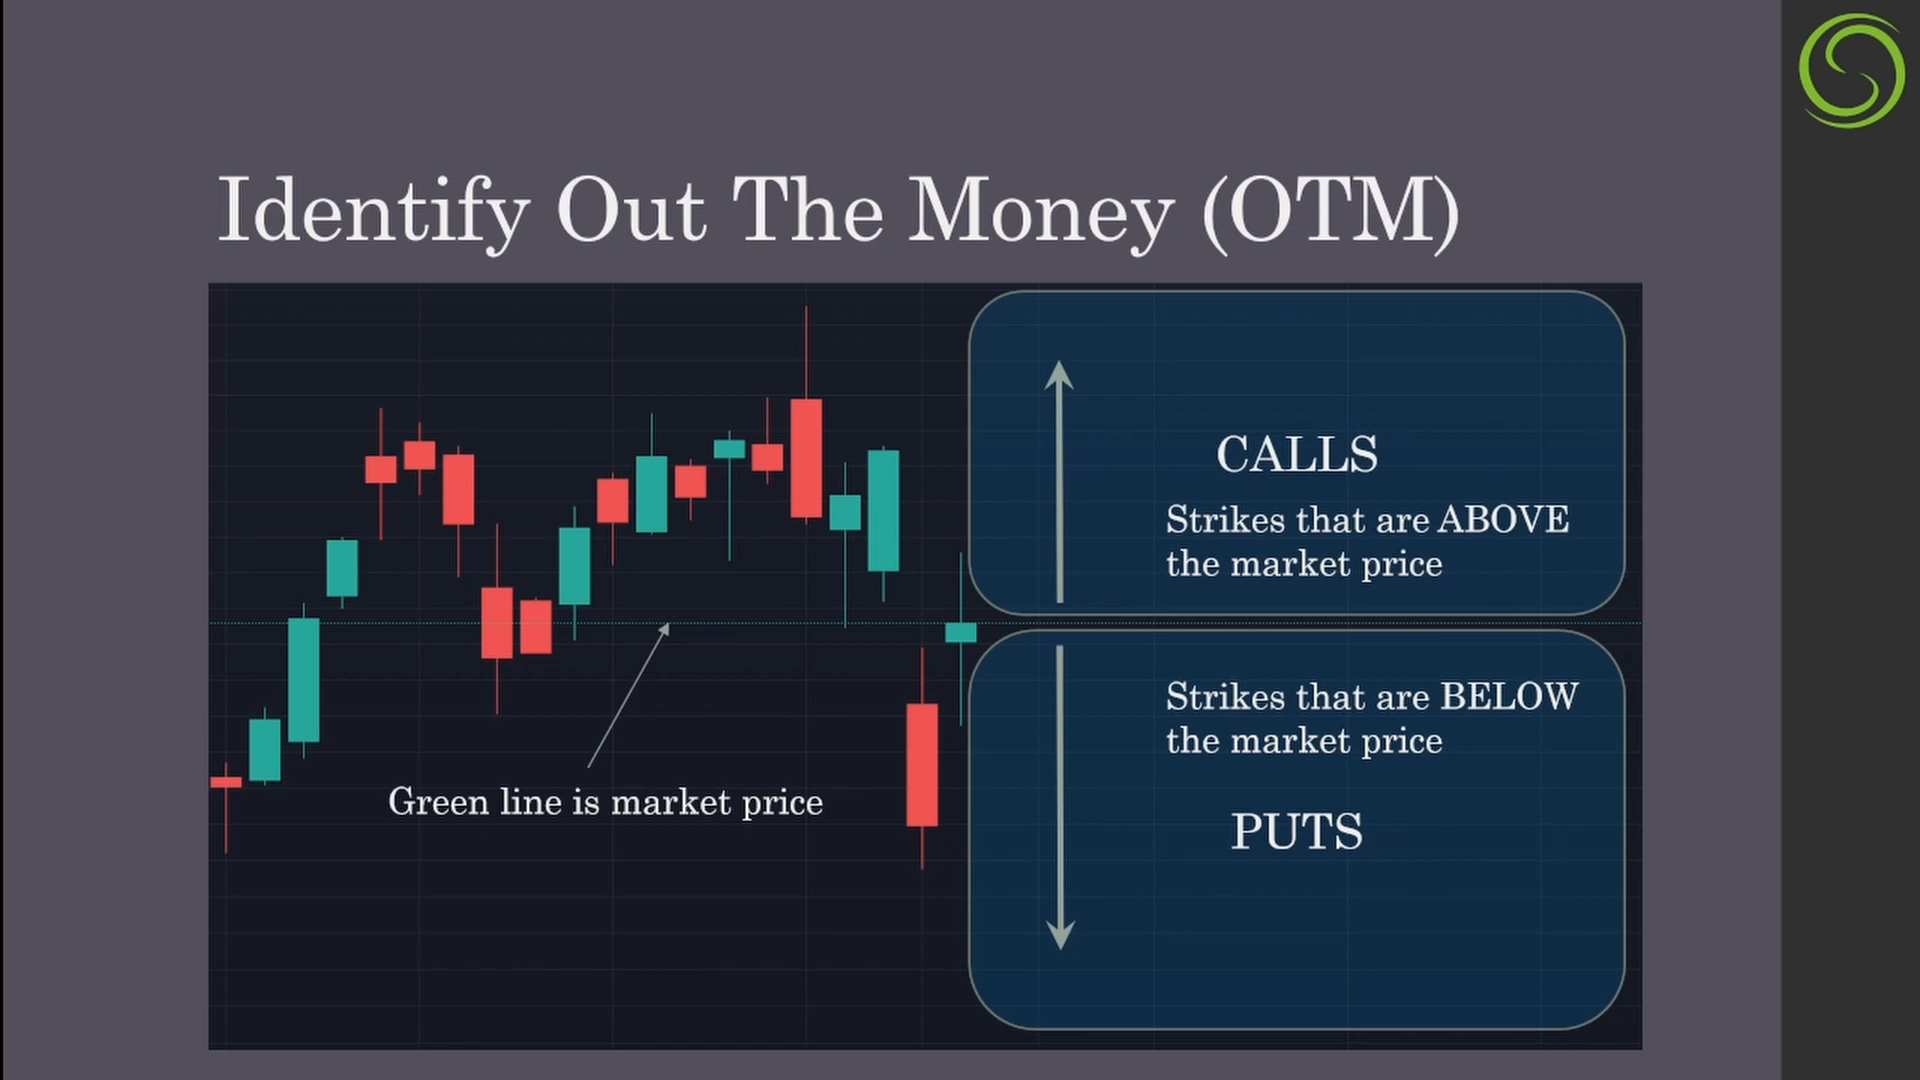 Identify Out The Money (OTM)
CALLS
Strikes that are ABOVE
the market price
Strikes that are BELOW
the market price
PUTS
Green line is market price